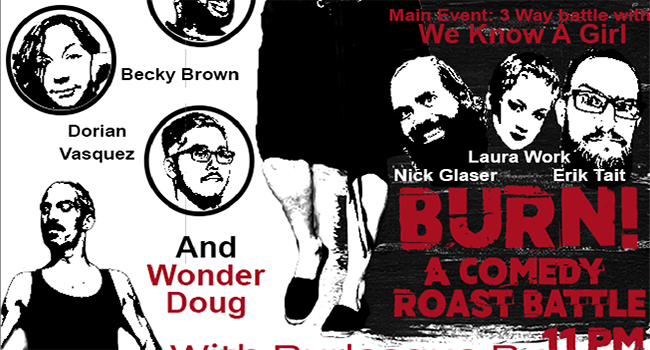 Main Event: 3 Way battle with
We Know A Girl
Becky Brown
Dorian
Vasquez
Laura Work
Nick Glaser
Erik Tait
And
Wonder
Doug
BURN!
A COMEDY
ROAST BATTLE
11 PM
With